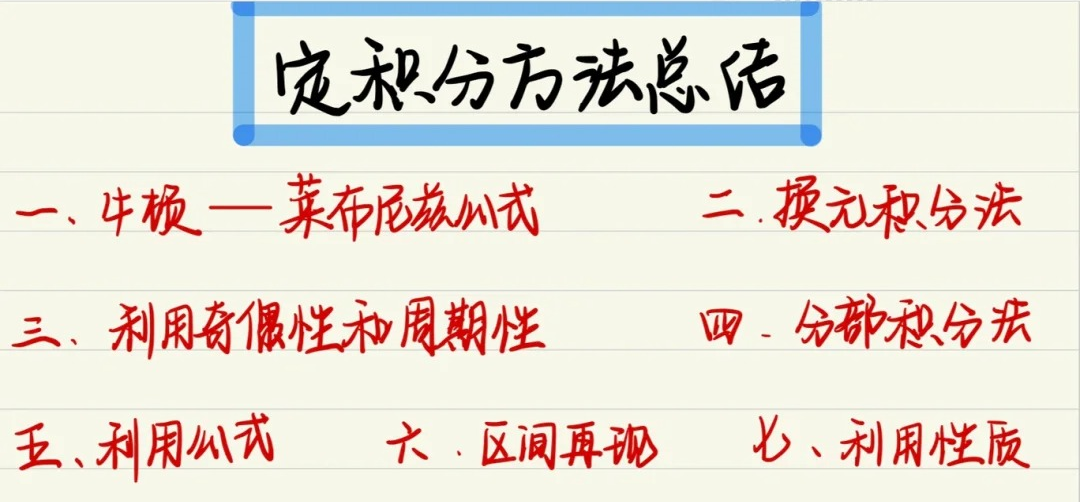 定积分方法总结
一、牛顿——莱布尼兹公式 二.换元积分法
三、利用奇偶性和周期性 四.分部积分法
五、利用公式 六.区间再现 七、利用性质